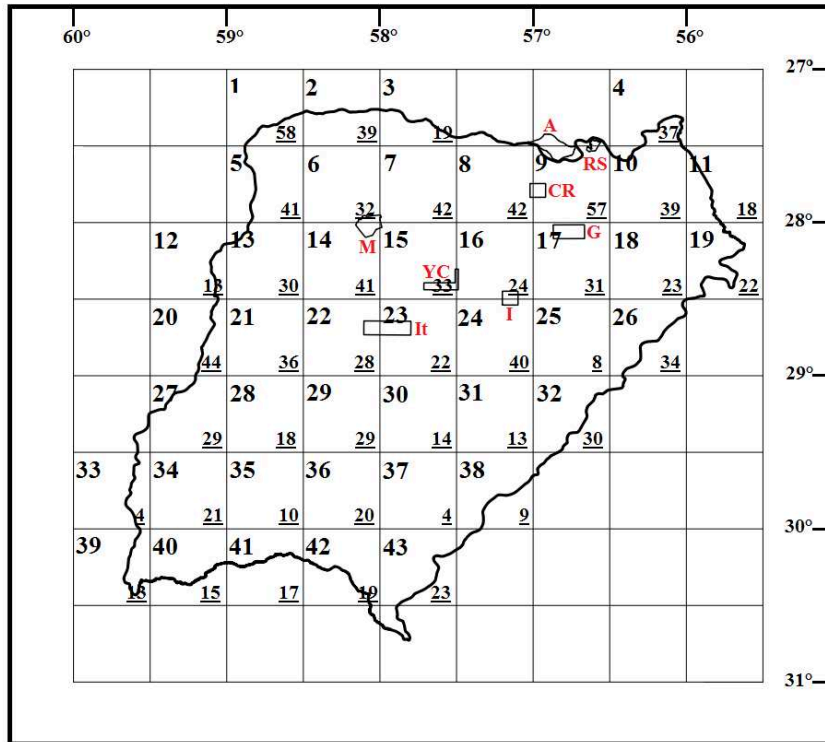 60° 59° 58° 57° 56°
27°
1 2 3 4
58 39 19 A 37
5 6 7 8 9 RS 10 11
CR
41 32 42 42 57 39 18
28°
12 13 14 M 15 16 17 G 18 19
YC
13 30 41 33 24 31 23 22
20 21 22 23 24 I 25 26
It
44 36 28 22 40 8 34
29°
27 28 29 30 31 32
29 18 29 14 13 30
33 34 35 36 37 38
4 21 10 20 4 9
30°
39 40 41 42 43
13 15 17 19 23
31°